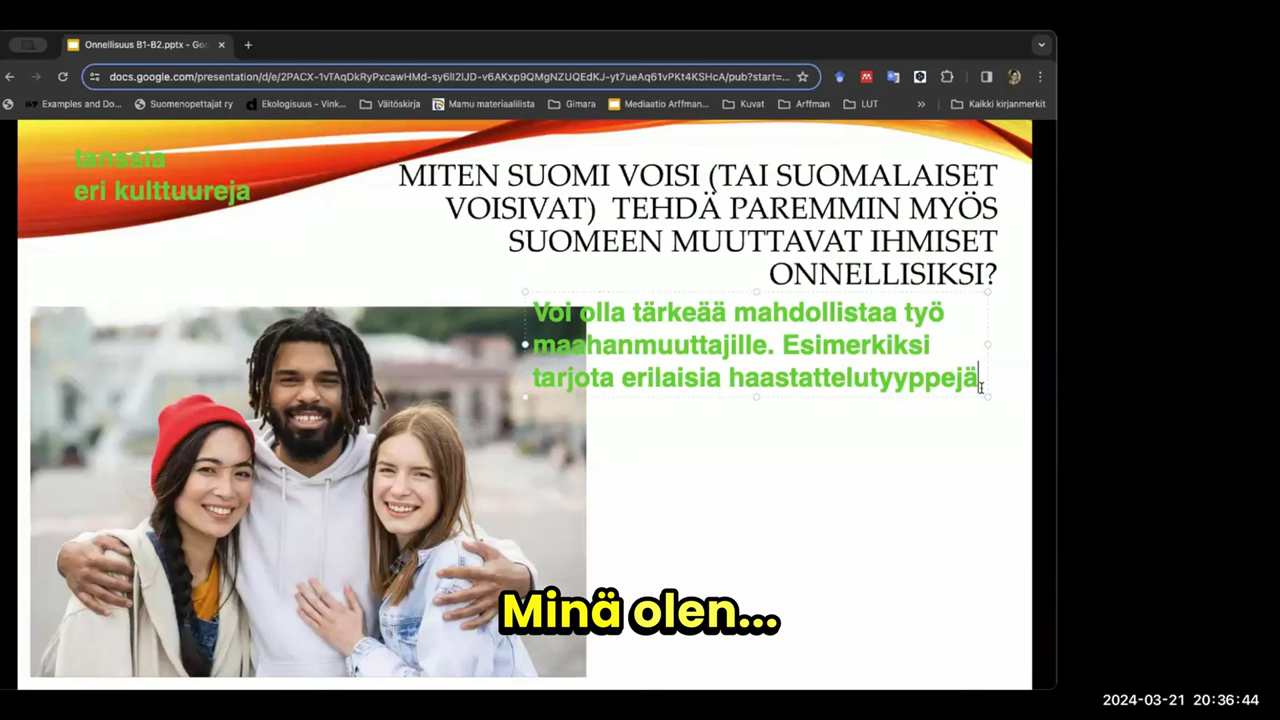 Onnellisuus B1-B2.pptx - Go
docs.google.com/presentation/d/e/2PACX-1vTAqDkRyPxcawHMd-sy6ll2lJD-v6AKxp9QMgNZUQEdKJ-yt7ueAq61vPKt4KSHcA/pub?start=...
Examples and Do... Suomenopettajat ry Ekologisuus - Vink... Väitöskirja Mamu materiaalilista Gimara Mediaatio Arffman... Kuvat Arffman LUT » Kaikki kirjanmerkit
tanssia
eri kulttuureja
MITEN SUOMI VOISI (TAI SUOMALAISET
VOISIVAT) TEHDÄ PAREMMIN MYÖS
SUOMEEN MUUTTAVAT IHMISET
ONNELLISIKSI?
Voi olla tärkeää mahdollistaa työ
maahanmuuttajille. Esimerkiksi
tarjota erilaisia haastattelutyyppejä
Minä olen...
2024-03-21 20:36:44